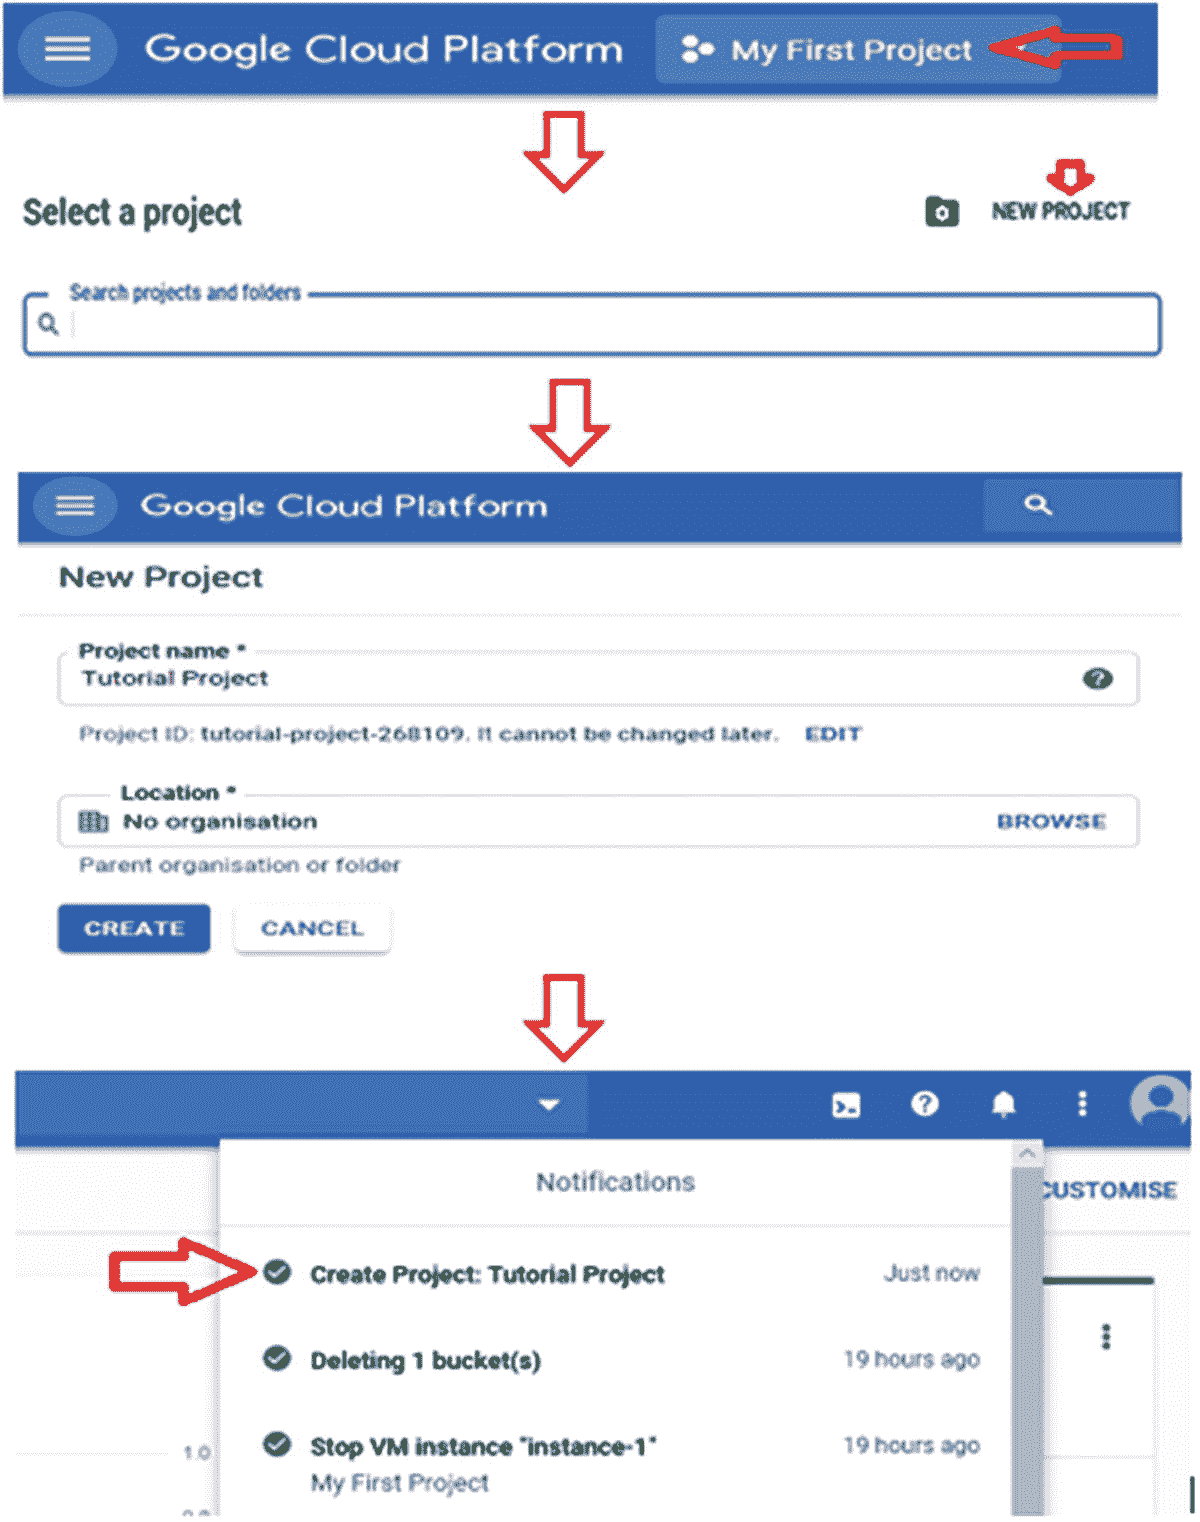 Google Cloud Platform My First Project
Select a project NEW PROJECT
Search projects and folders
Google Cloud Platform
New Project
Project name *
Tutorial Project
Project ID: tutorial-project-268109. It cannot be changed later. EDIT
Location *
No organisation BROWSE
Parent organisation or folder
CREATE CANCEL
Notifications
CUSTOMISE
Create Project: Tutorial Project Just now
Deleting 1 bucket(s) 19 hours ago
1.0
Stop VM instance "instance-1" 19 hours ago
My First Project